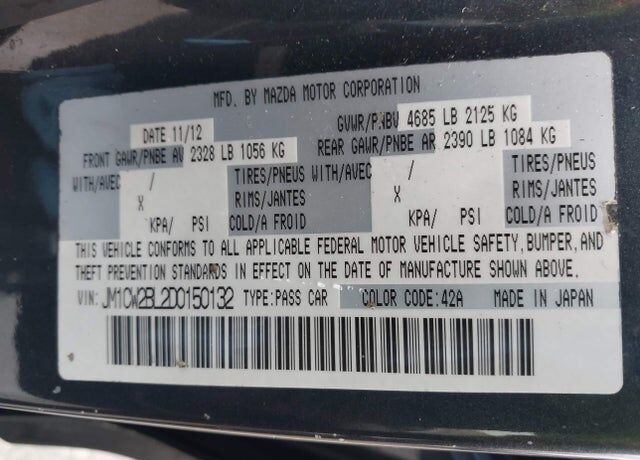 MFD. BY MAZDA MOTOR CORPORATION
DATE 11/12 GVWR/PNBV 4685 LB 2125 KG
FRONT GAWR/PNBE AV 2328 LB 1056 KG REAR GAWR/PNBE AR 2390 LB 1084 KG
WITH/AVEC / TIRES/PNEUS WITH/AVEC / TIRES/PNEUS
X RIMS/JANTES X RIMS/JANTES
KPA/ PSI COLD/A FROID KPA/ PSI COLD/A FROID
THIS VEHICLE CONFORMS TO ALL APPLICABLE FEDERAL MOTOR VEHICLE SAFETY, BUMPER, AND
THEFT PREVENTION STANDARDS IN EFFECT ON THE DATE OF MANUFACTURE SHOWN ABOVE.
VIN: JM1CW2BL2D0150132 TYPE:PASS CAR COLOR CODE:42A MADE IN JAPAN